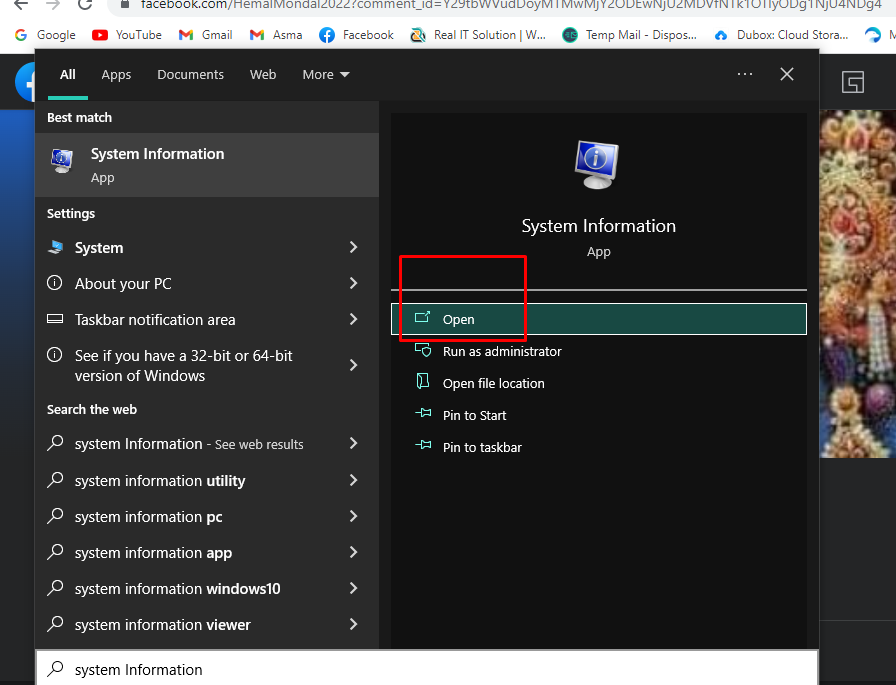 facebook.com/HemalMondal2022?comment_id=
Google YouTube Gmail Asma Facebook Real IT Solution | W... Temp Mail - Dispos... Dubox: Cloud Stora...
All Apps Documents Web More
Best match
System Information
App
Settings
System
About your PC
Taskbar notification area
See if you have a 32-bit or 64-bit
version of Windows
Search the web
system Information - See web results
system information utility
system information pc
system information app
system information windows10
system information viewer
system Information
System Information
App
Open
Run as administrator
Open file location
Pin to Start
Pin to taskbar